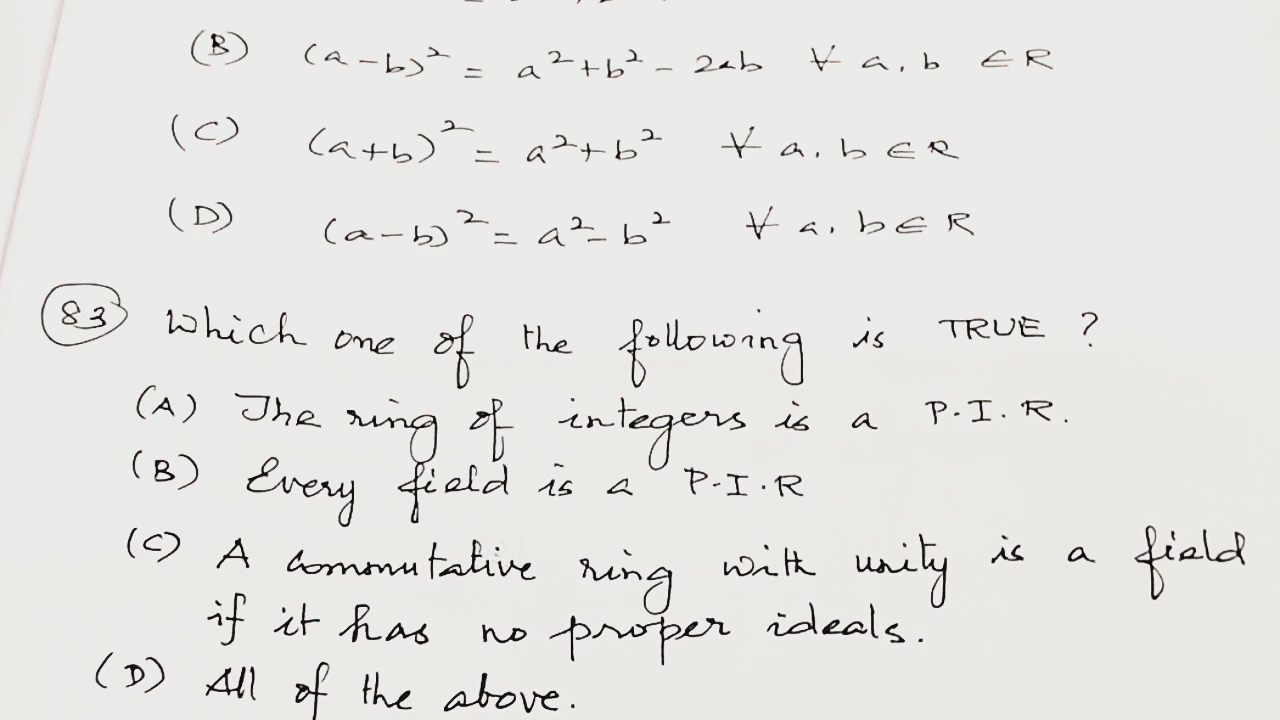 (B) (a-b)² = a²+b² - 2ab ∀ a, b ∈ R
(C) (a+b)² = a²+b² ∀ a, b ∈ R
(D) (a-b)² = a²-b² ∀ a, b ∈ R
83 Which one of the following is TRUE ?
(A) The ring of integers is a P.I.R.
(B) Every field is a P.I.R
(C) A commutative ring with unity is a field
if it has no proper ideals.
(D) All of the above.